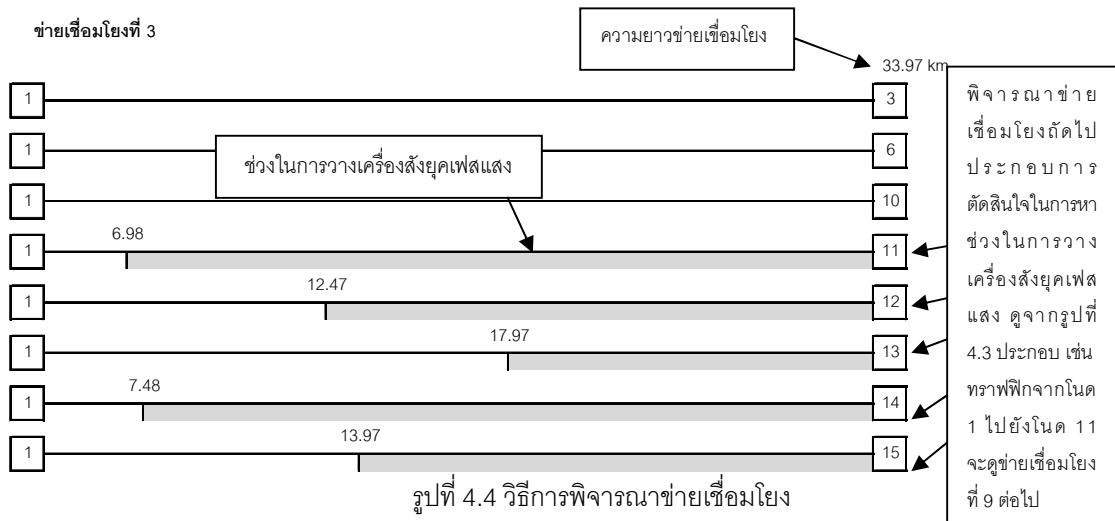 ข่ายเชื่อมโยงที่ 3
ความยาวข่ายเขื่อมโยง
33.97 km
1 3
1 6
ช่วงในการวางเครื่องสังยุคเฟสแสง
1 10
6.98
1 11
12.47
1 12
17.97
1 13
7.48
1 14
13.97
1 15
พิจารณาข่าย
เชื่อมโยงถัดไป
ประกอบการ
ตัดสินใจในการหา
ช่วงในการวาง
เครื่องสังยุคเฟส
แสง ดูจากรูปที่
4.3 ประกอบ เช่น
ทราฟฟิกจากโนด
1 ไปยังโนด 11
จะดูข่ายเชื่อมโยง
ที่ 9 ต่อไป
รูปที่ 4.4 วิธีการพิจารณาข่ายเชื่อมโยง